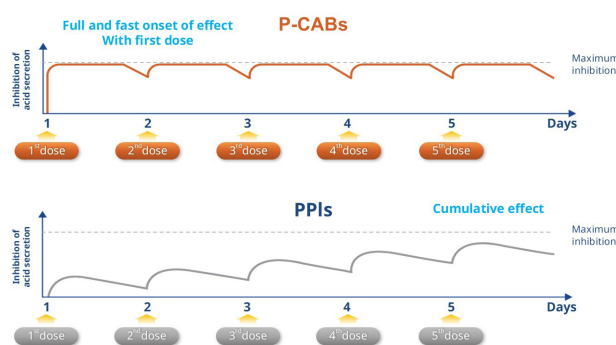 Full and fast onset of effect
With first dose
P-CABs
Inhibition of
acid secretion
Maximum
inhibition
1 2 3 4 5 Days
1st dose 2nd dose 3rd dose 4th dose 5th dose
PPIs
Cumulative effect
Inhibition of
acid secretion
Maximum
inhibition
1 2 3 4 5 Days
1st dose 2nd dose 3rd dose 4th dose 5th dose